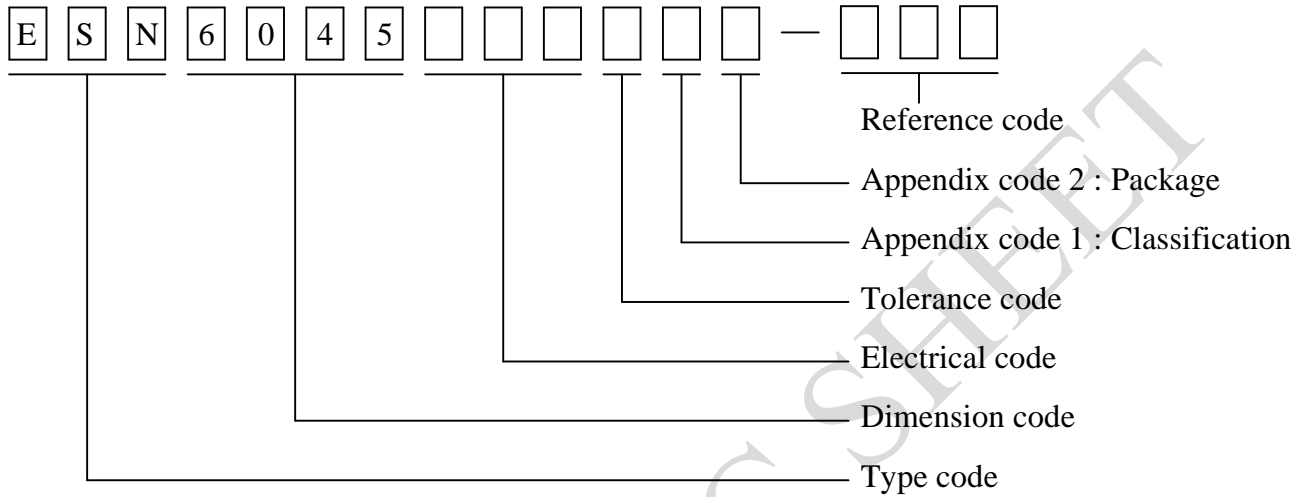 E S N 6 0 4 5 —
Reference code
Appendix code 2 : Package
Appendix code 1 : Classification
Tolerance code
Electrical code
Dimension code
Type code
SHEET